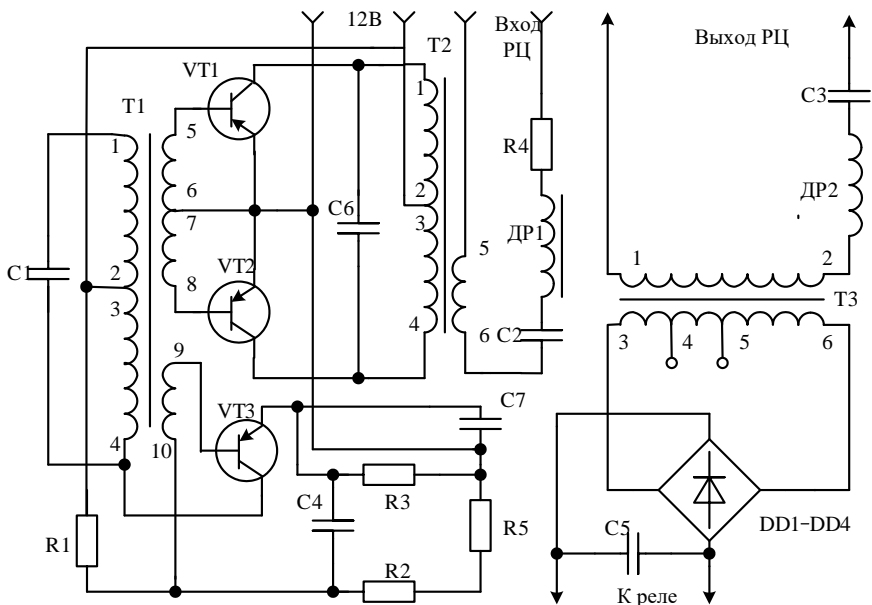 12В
Вход
РЦ
Выход РЦ
T2
VT1
T1
C3
1
1
5
R4
ДР2
6
2
C6
7
3
ДР1
C1
VT2
5
1
2
2
8
T3
3
4
6
C2
9
3
4
5
6
VT3
C7
4
10
C4
R3
R1
R5
C5
DD1-DD4
R2
К реле